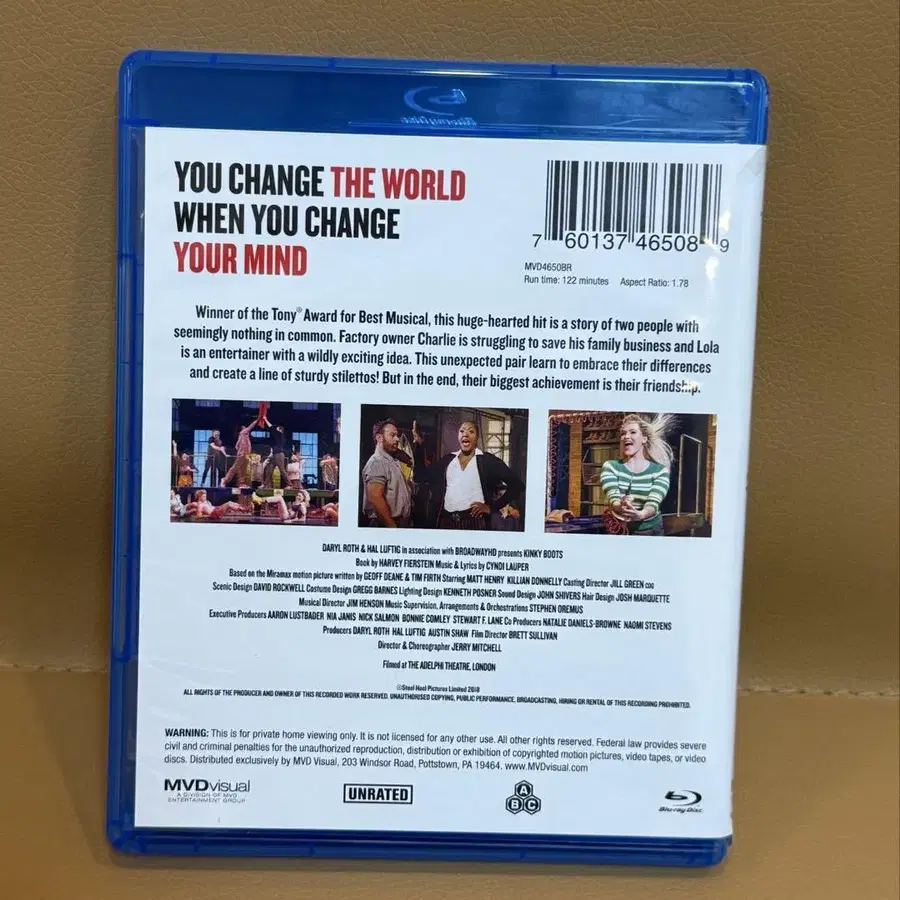 YOU CHANGE THE WORLD
WHEN YOU CHANGE
YOUR MIND
7 60137 46508 9
MVD4650BR
Run time: 122 minutes Aspect Ratio: 1.78
Winner of the Tony® Award for Best Musical, this huge-hearted hit is a story of two people with
seemingly nothing in common. Factory owner Charlie is struggling to save his family business and Lola
is an entertainer with a wildly exciting idea. This unexpected pair learn to embrace their differences
and create a line of sturdy stilettos! But in the end, their biggest achievement is their friendship.
DARYL ROTH & HAL LUFTIG in association with BROADWAYHD presents KINKY BOOTS
Book by HARVEY FIERSTEIN Music & Lyrics by CYNDI LAUPER
Based on the Miramax motion picture written by GEOFF DEANE & TIM FIRTH Starring MATT HENRY KILLIAN DONNELLY Casting Director JILL GREEN CDG
Scenic Design DAVID ROCKWELL Costume Design GREGG BARNES Lighting Design KENNETH POSNER Sound Design JOHN SHIVERS Hair Design JOSH MARQUETTE
Musical Director JIM HENSON Music Supervision, Arrangements & Orchestrations STEPHEN OREMUS
Executive Producers AARON LUSTBADER NIA JANIS NICK SALMON BONNIE COMLEY STEWART F. LANE Co Producers NATALIE DANIELS-BROWNE NAOMI STEVENS
Producers DARYL ROTH HAL LUFTIG AUSTIN SHAW Film Director BRETT SULLIVAN
Director & Choreographer JERRY MITCHELL
Filmed at THE ADELPHI THEATRE, LONDON
©Steel Heel Pictures Limited 2018
ALL RIGHTS OF THE PRODUCER AND OWNER OF THIS RECORDED WORK RESERVED. UNAUTHORISED COPYING, PUBLIC PERFORMANCE, BROADCASTING, HIRING OR RENTAL OF THIS RECORDING PROHIBITED.
WARNING: This is for private home viewing only. It is not licensed for any other use. All other rights reserved. Federal law provides severe
civil and criminal penalties for the unauthorized reproduction, distribution or exhibition of copyrighted motion pictures, video tapes, or video
discs. Distributed exclusively by MVD Visual, 203 Windsor Road, Pottstown, PA 19464. www.MVDvisual.com
MVDvisual
A DIVISION OF MVD
ENTERTAINMENT GROUP
UNRATED
A
B C
Blu-ray Disc